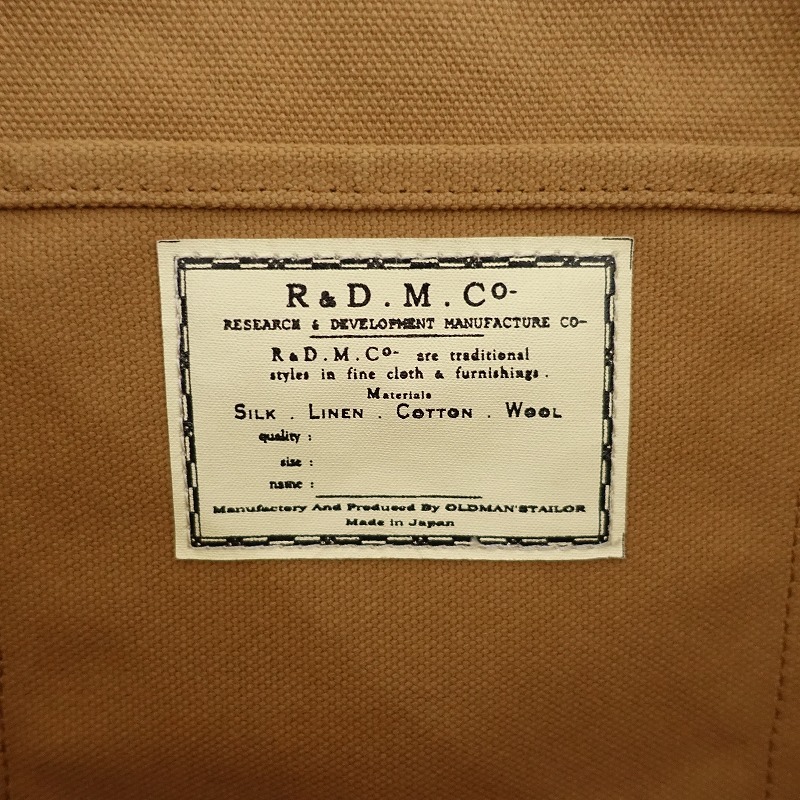 R & D . M . Co-
RESEARCH & DEVELOPMENT MANUFACTURE CO-
R & D . M . Co- are traditional
styles in fine cloth & furnishings .
Materials
SILK . LINEN . COTTON . WOOL
quality :
size :
name :
Manufactory And Produced By OLDMAN'STAILOR
Made in Japan